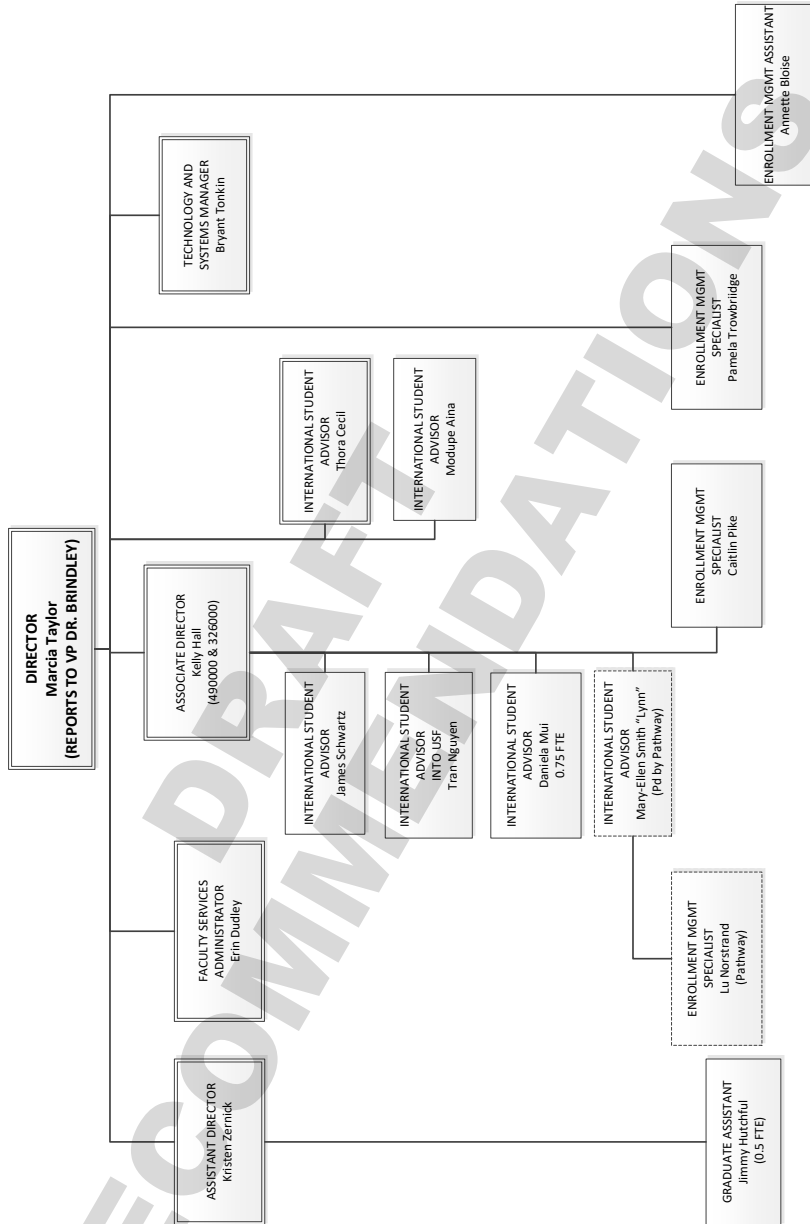 DIRECTOR
Marcia Taylor
(REPORTS TO VP DR. BRINDLEY)
ASSISTANT DIRECTOR
Kristen Zernick
FACULTY SERVICES
ADMINISTRATOR
Erin Dudley
ASSOCIATE DIRECTOR
Kelly Hall
(490000 & 326000)
TECHNOLOGY AND
SYSTEMS MANAGER
Bryant Tonkin
INTERNATIONAL STUDENT
ADVISOR
James Schwartz
INTERNATIONAL STUDENT
ADVISOR
Thora Cecil
INTERNATIONAL STUDENT
ADVISOR
INTO USF
Tran Nguyen
INTERNATIONAL STUDENT
ADVISOR
Modupe Aina
INTERNATIONAL STUDENT
ADVISOR
Daniela Mui
0.75 FTE
INTERNATIONAL STUDENT
ADVISOR
Mary-Ellen Smith “Lynn”
(Pd by Pathway)
ENROLLMENT MGMT
SPECIALIST
Lu Norstrand
(Pathway)
ENROLLMENT MGMT
SPECIALIST
Caitlin Pike
ENROLLMENT MGMT
SPECIALIST
Pamela Trowbriidge
GRADUATE ASSISTANT
Jimmy Hutchful
(0.5 FTE)
ENROLLMENT MGMT ASSISTANT
Annette Bloise
DRAFT
ECOMMENDATIONS